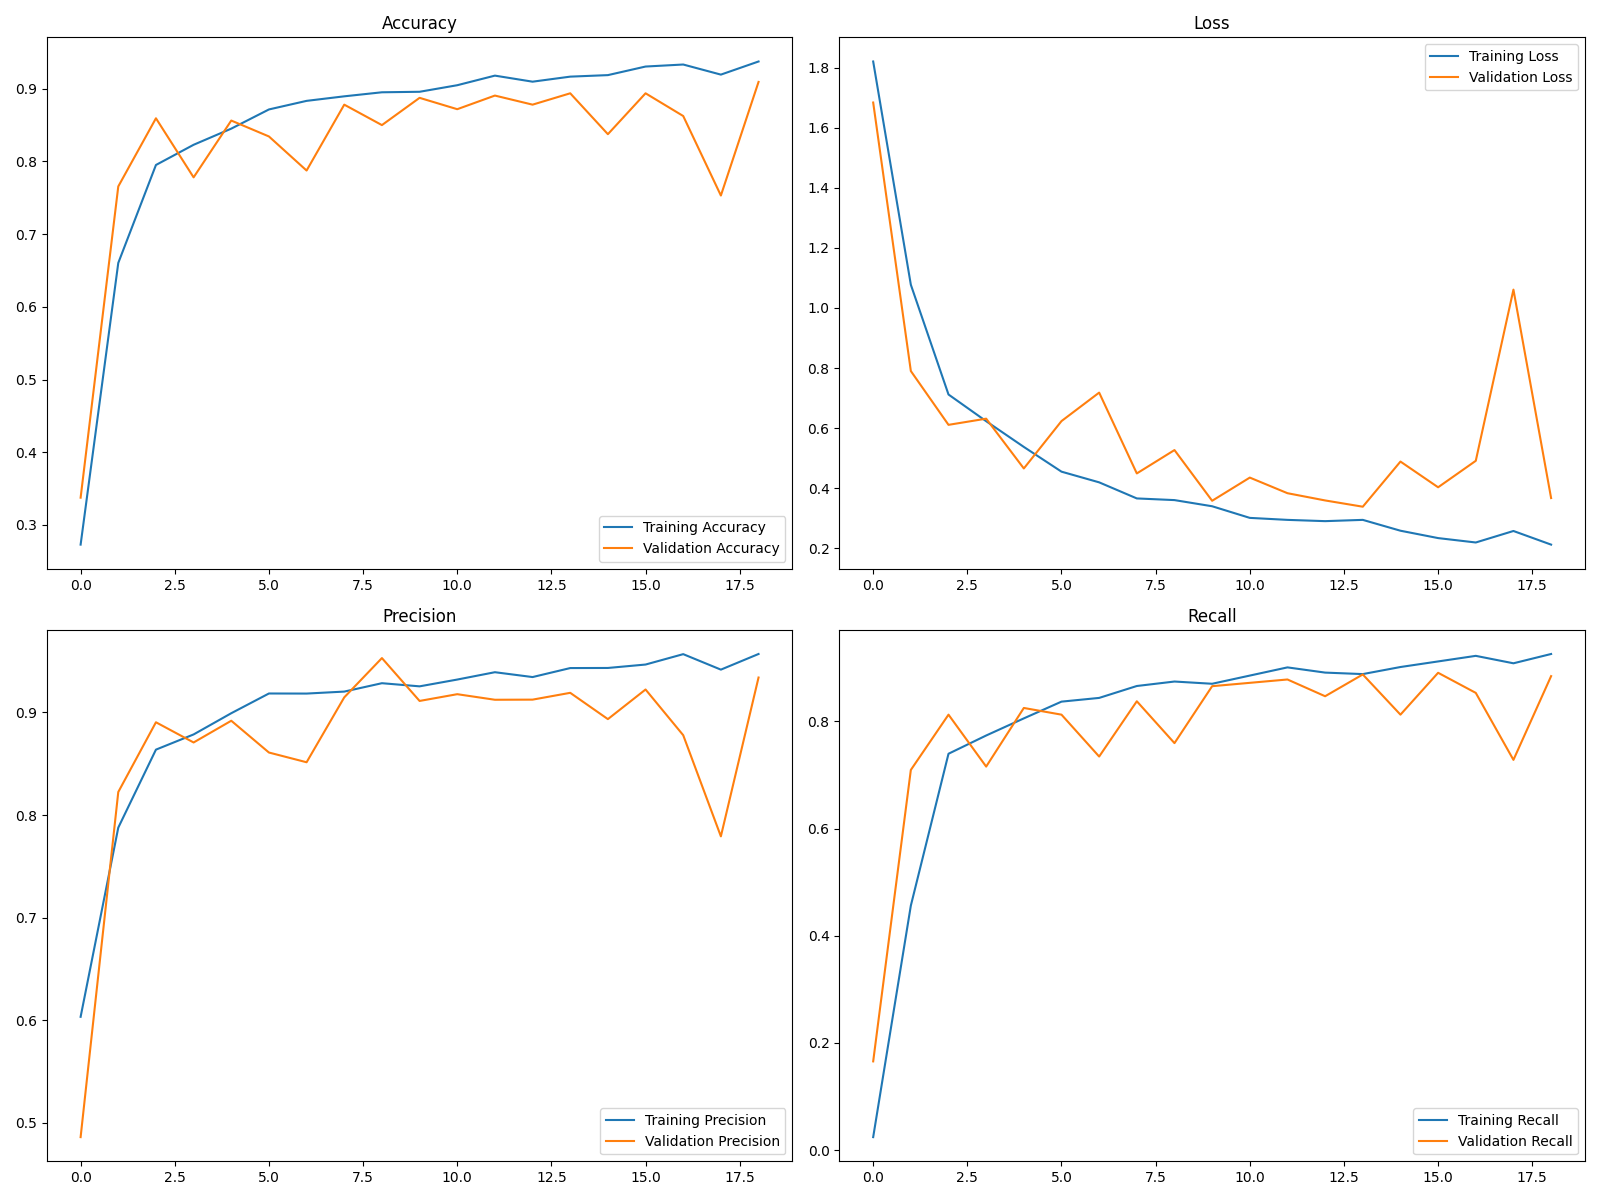 Accuracy
0.9
0.8
0.7
0.6
0.5
0.4
0.3
Training Accuracy
Validation Accuracy
0.0 2.5 5.0 7.5 10.0 12.5 15.0 17.5
Loss
1.8
1.6
1.4
1.2
1.0
0.8
0.6
0.4
0.2
Training Loss
Validation Loss
0.0 2.5 5.0 7.5 10.0 12.5 15.0 17.5
Precision
0.9
0.8
0.7
0.6
0.5
Training Precision
Validation Precision
0.0 2.5 5.0 7.5 10.0 12.5 15.0 17.5
Recall
0.8
0.6
0.4
0.2
0.0
Training Recall
Validation Recall
0.0 2.5 5.0 7.5 10.0 12.5 15.0 17.5